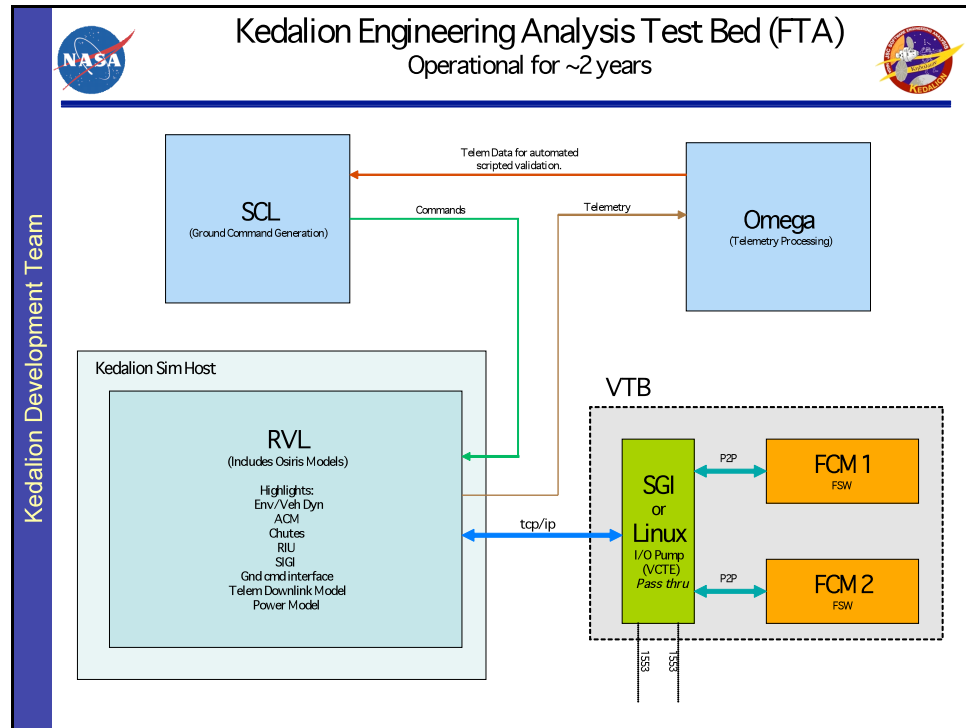 Kedalion Engineering Analysis Test Bed (FTA)
Operational for ~2 years
NASA
KEDALION
Kedalion Development Team
SCL
(Ground Command Generation)
Telem Data for automated
scripted validation.
Commands
Telemetry
Omega
(Telemetry Processing)
Kedalion Sim Host
RVL
(Includes Osiris Models)
Highlights:
Env/Veh Dyn
ACM
Chutes
RIU
SIGI
Gnd cmd interface
Telem Downlink Model
Power Model
tcp/ip
VTB
SGI
or
Linux
I/O Pump
(VCTE)
Pass thru
P2P
FCM 1
FSW
P2P
FCM 2
FSW
1553
1553